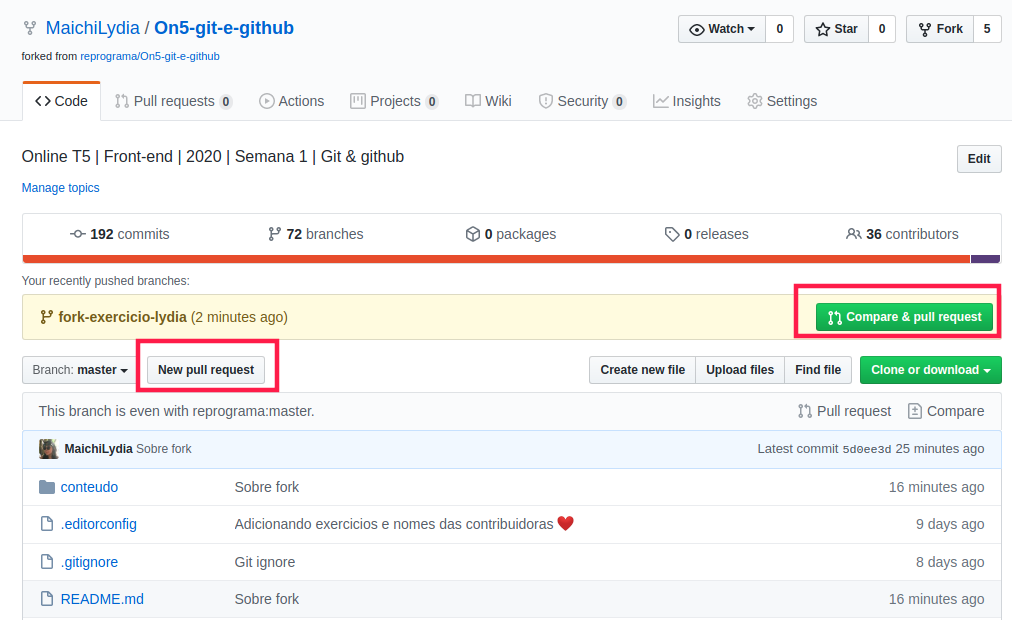 MaichiLydia / On5-git-e-github
Watch 0 Star 0 Fork 5
forked from reprograma/On5-git-e-github
Code Pull requests 0 Actions Projects 0 Wiki Security 0 Insights Settings
Online T5 | Front-end | 2020 | Semana 1 | Git & github
Edit
Manage topics
192 commits 72 branches 0 packages 0 releases 36 contributors
Your recently pushed branches:
fork-exercicio-lydia (2 minutes ago) Compare & pull request
Branch: master New pull request Create new file Upload files Find file Clone or download
This branch is even with reprograma:master. Pull request Compare
MaichiLydia Sobre fork Latest commit 5d0ee3d 25 minutes ago
conteudo Sobre fork 16 minutes ago
.editorconfig Adicionando exercicios e nomes das contribuidoras ❤️ 9 days ago
.gitignore Git ignore 8 days ago
README.md Sobre fork 16 minutes ago